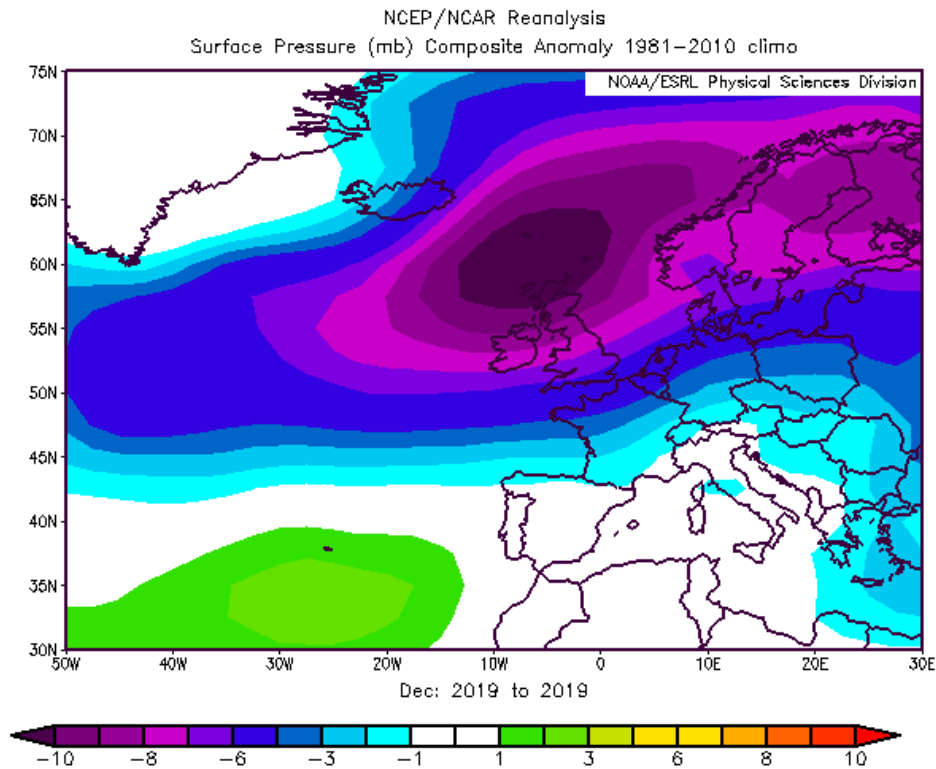 NCEP/NCAR Reanalysis
Surface Pressure (mb) Composite Anomaly 1981-2010 climo
NOAA/ESRL Physical Sciences Division
75N
70N
65N
60N
55N
50N
45N
40N
35N
30N
50W 40W 30W 20W 10W 0 10E 20E 30E
Dec: 2019 to 2019
-10 -8 -6 -3 -1 1 3 6 8 10